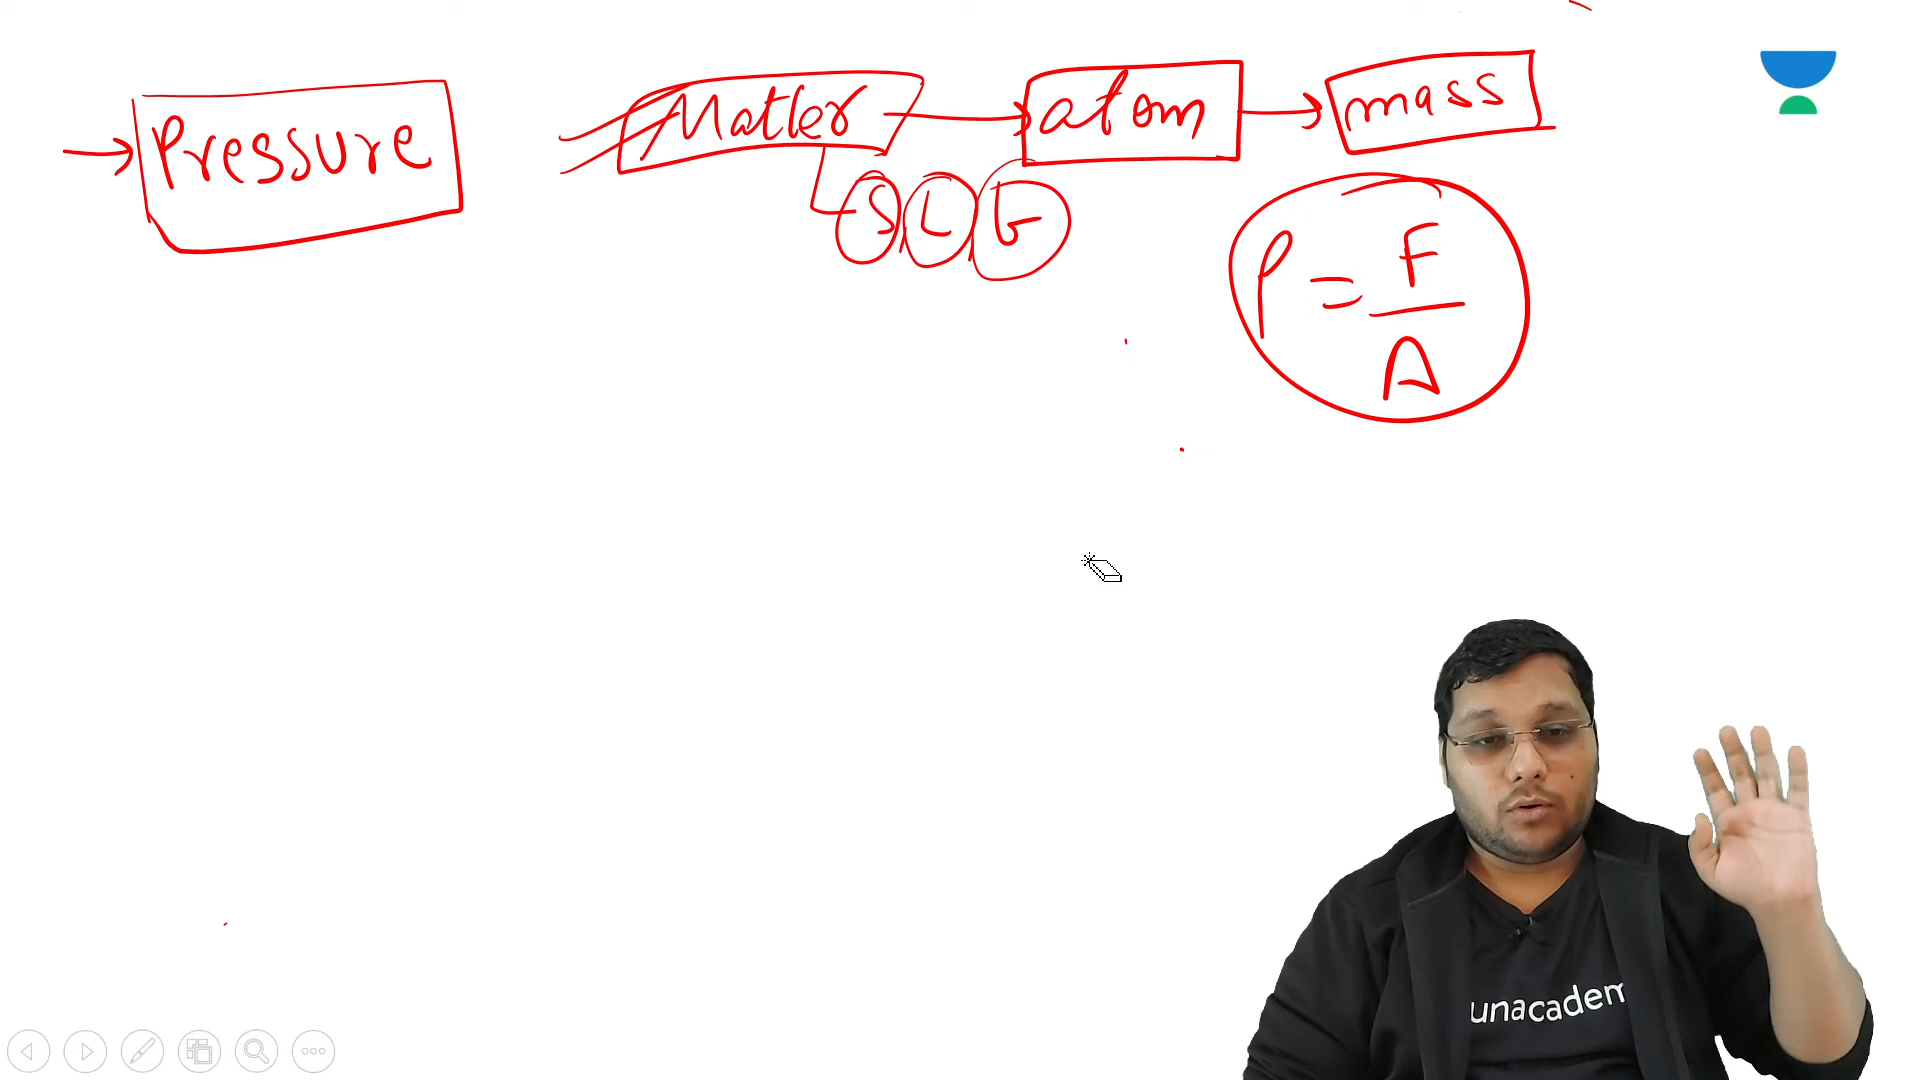 Pressure
Matter
atom
mass
S L G
P = F
A
unacadem